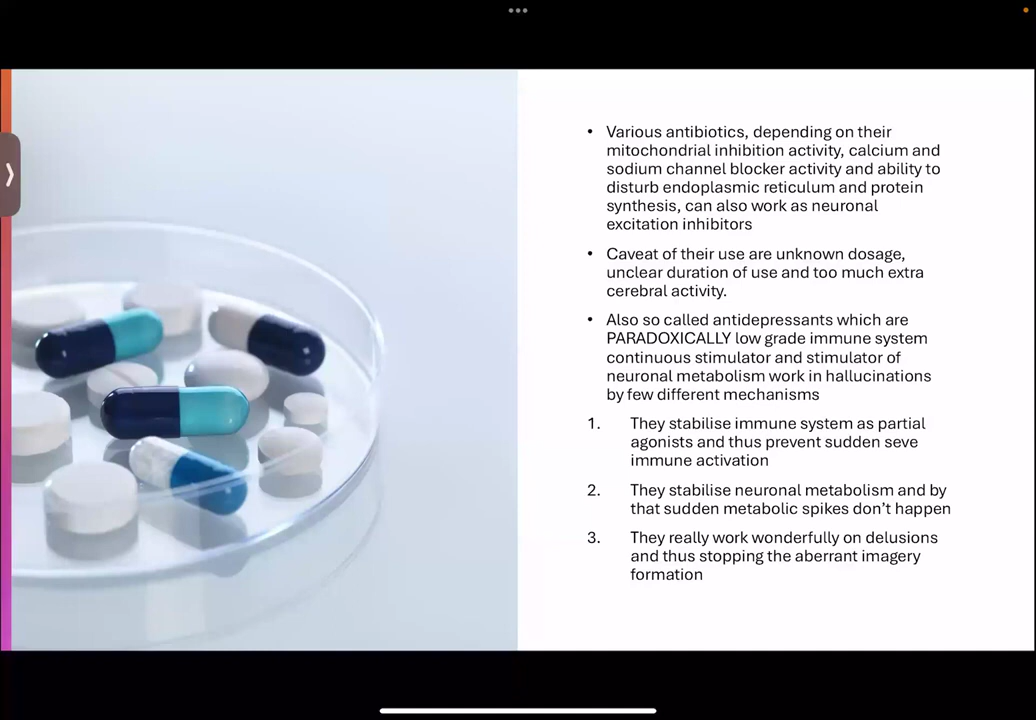 • Various antibiotics, depending on their
mitochondrial inhibition activity, calcium and
sodium channel blocker activity and ability to
disturb endoplasmic reticulum and protein
synthesis, can also work as neuronal
excitation inhibitors
• Caveat of their use are unknown dosage,
unclear duration of use and too much extra
cerebral activity.
• Also so called antidepressants which are
PARADOXICALLY low grade immune system
continuous stimulator and stimulator of
neuronal metabolism work in hallucinations
by few different mechanisms
1. They stabilise immune system as partial
agonists and thus prevent sudden seve
immune activation
2. They stabilise neuronal metabolism and by
that sudden metabolic spikes don’t happen
3. They really work wonderfully on delusions
and thus stopping the aberrant imagery
formation